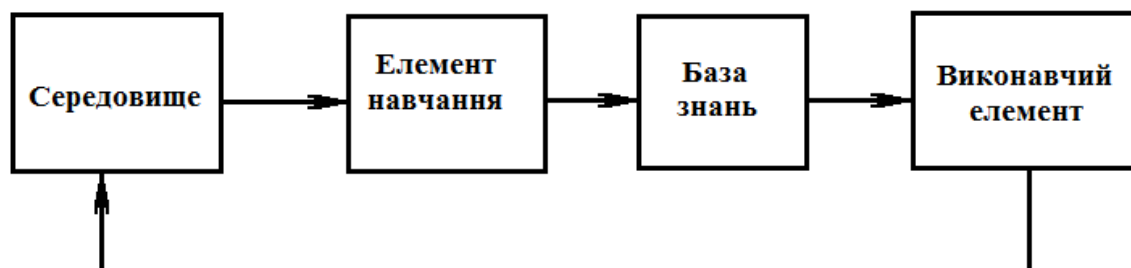 Середовище
Елемент
навчання
База
знань
Виконавчий
елемент